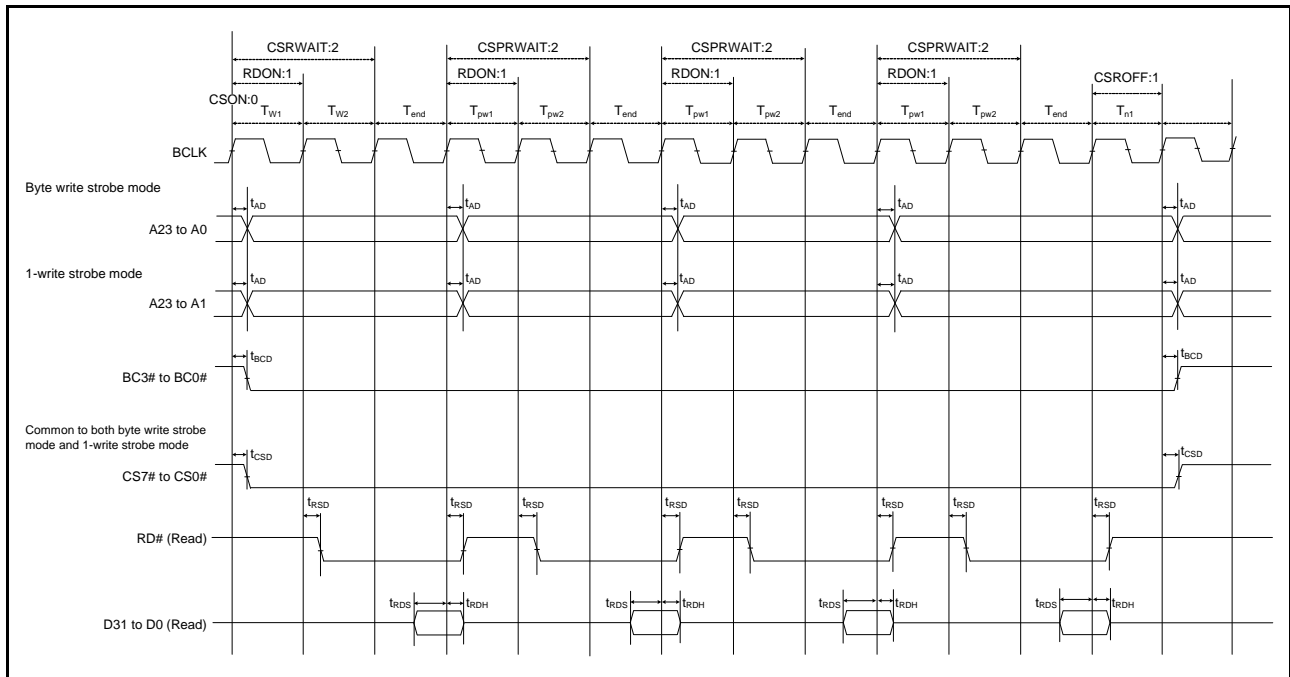 CSRWAIT:2 CSPRWAIT:2 CSPRWAIT:2 CSPRWAIT:2
RDON:1 RDON:1 RDON:1 RDON:1 CSROFF:1
CSON:0
TW1 TW2 Tend Tpw1 Tpw2 Tend Tpw1 Tpw2 Tend Tpw1 Tpw2 Tend Tn1
BCLK
Byte write strobe mode
tAD tAD tAD tAD tAD
A23 to A0
1-write strobe mode
tAD tAD tAD tAD tAD
A23 to A1
tBCD tBCD
BC3# to BC0#
Common to both byte write strobe
mode and 1-write strobe mode
tCSD tCSD
CS7# to CS0#
tRSD tRSD tRSD tRSD tRSD tRSD tRSD tRSD
RD# (Read)
tRDS tRDH tRDS tRDH tRDS tRDH tRDS tRDH
D31 to D0 (Read)